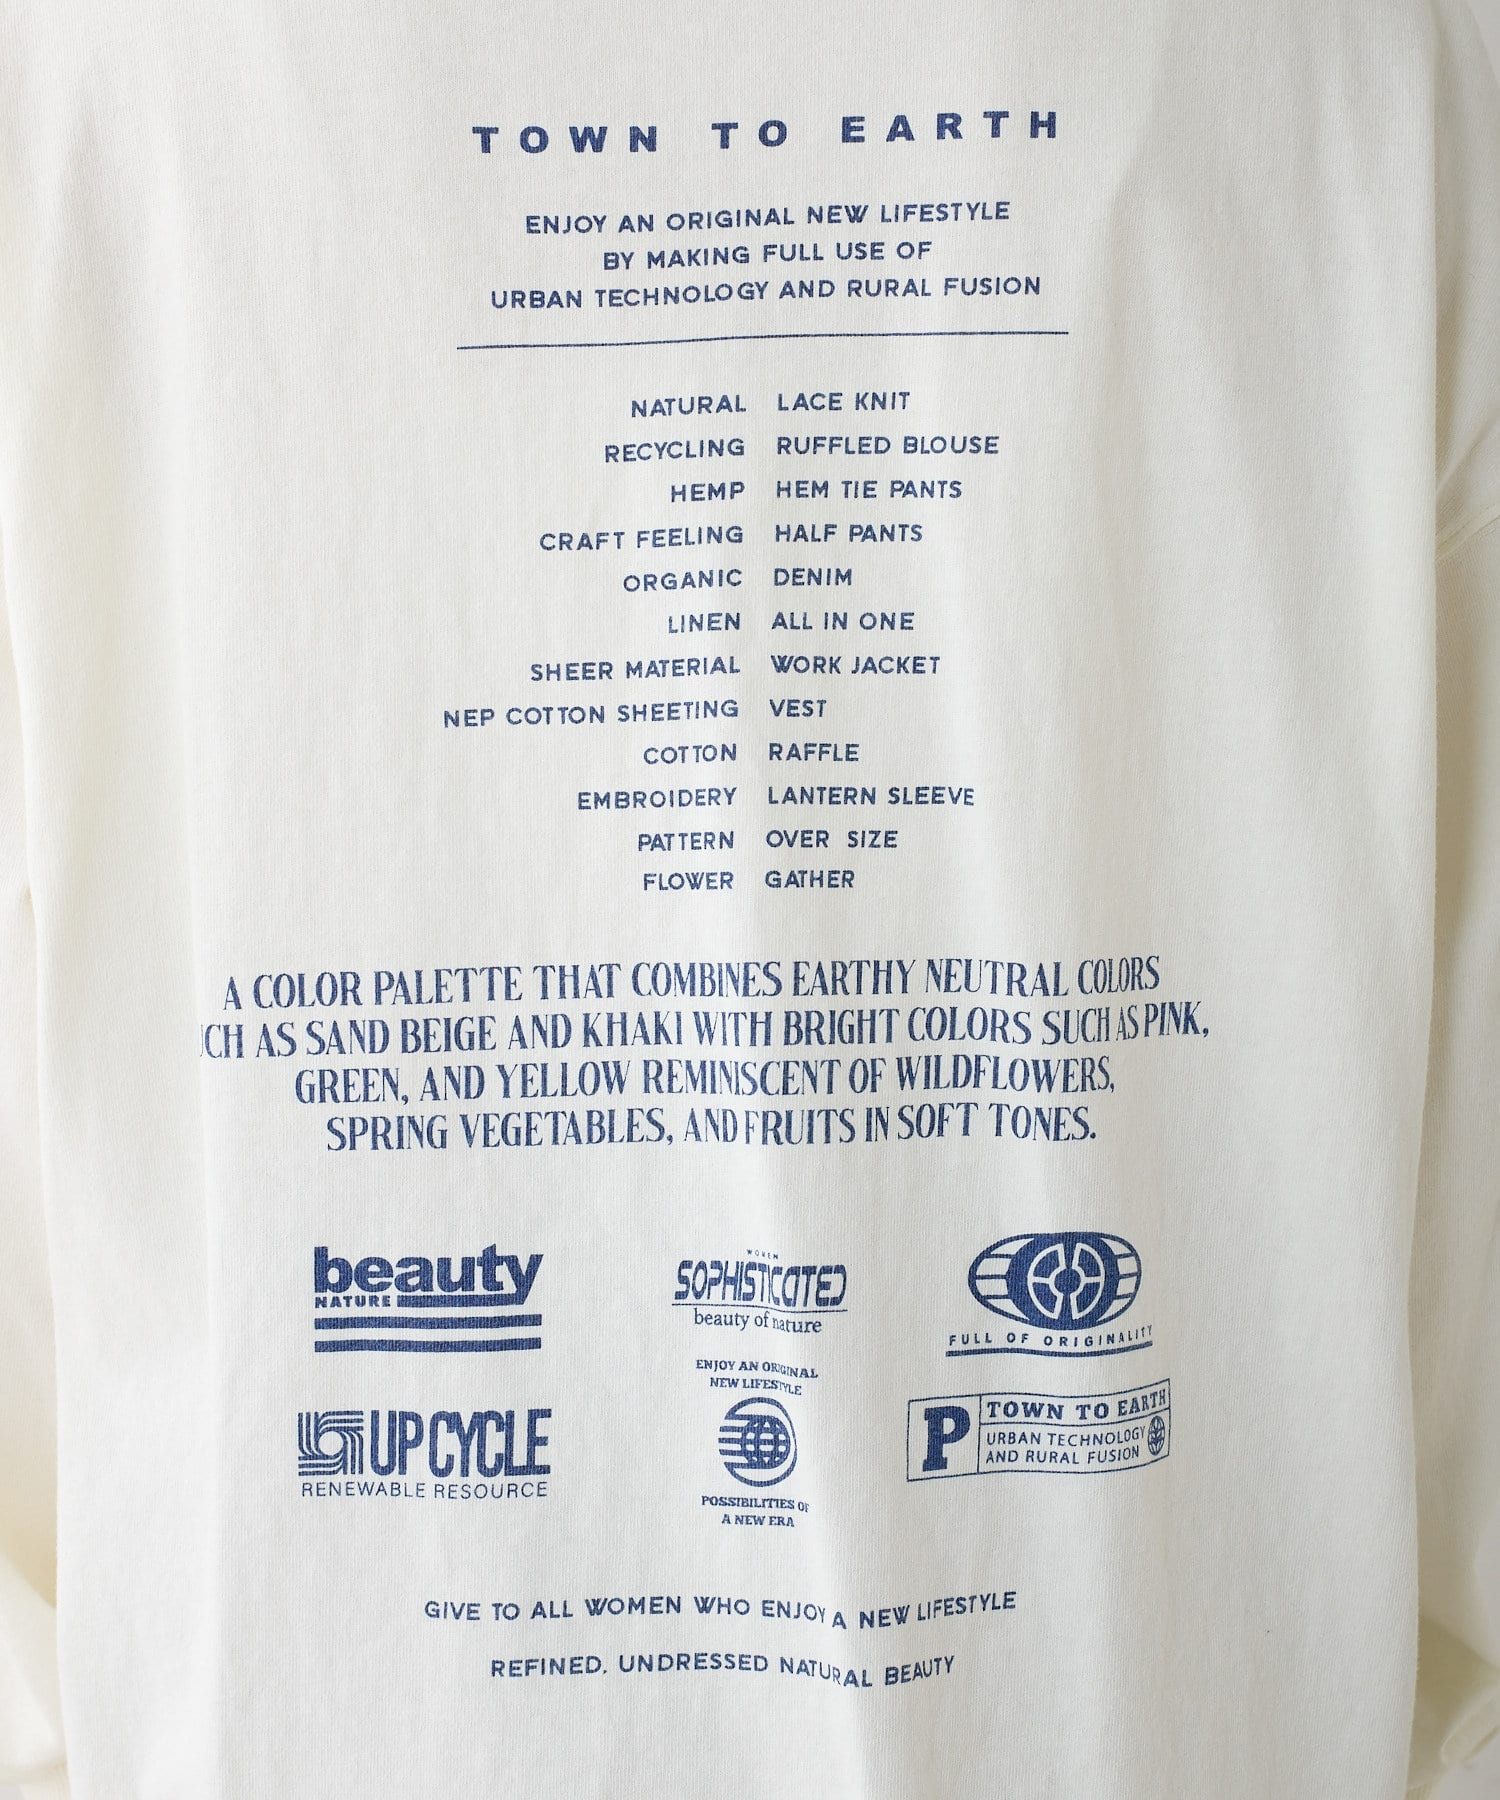 TOWN TO EARTH
ENJOY AN ORIGINAL NEW LIFESTYLE
BY MAKING FULL USE OF
URBAN TECHNOLOGY AND RURAL FUSION
NATURAL LACE KNIT
RECYCLING RUFFLED BLOUSE
HEMP HEM TIE PANTS
CRAFT FEELING HALF PANTS
ORGANIC DENIM
LINEN ALL IN ONE
SHEER MATERIAL WORK JACKET
NEP COTTON SHEETING VEST
COTTON RAFFLE
EMBROIDERY LANTERN SLEEVE
PATTERN OVER SIZE
FLOWER GATHER
A COLOR PALETTE THAT COMBINES EARTHY NEUTRAL COLORS
UCH AS SAND BEIGE AND KHAKI WITH BRIGHT COLORS SUCH AS PINK,
GREEN, AND YELLOW REMINISCENT OF WILDFLOWERS,
SPRING VEGETABLES, AND FRUITS IN SOFT TONES.
beauty
NATURE
WOMEN
SOPHISTICATED
beauty of nature
FULL OF ORIGINALITY
UPCYCLE
RENEWABLE RESOURCE
ENJOY AN ORIGINAL
NEW LIFESTYLE
POSSIBILITIES OF
A NEW ERA
P
TOWN TO EARTH
URBAN TECHNOLOGY
AND RURAL FUSION
GIVE TO ALL WOMEN WHO ENJOY A NEW LIFESTYLE
REFINED, UNDRESSED NATURAL BEAUTY